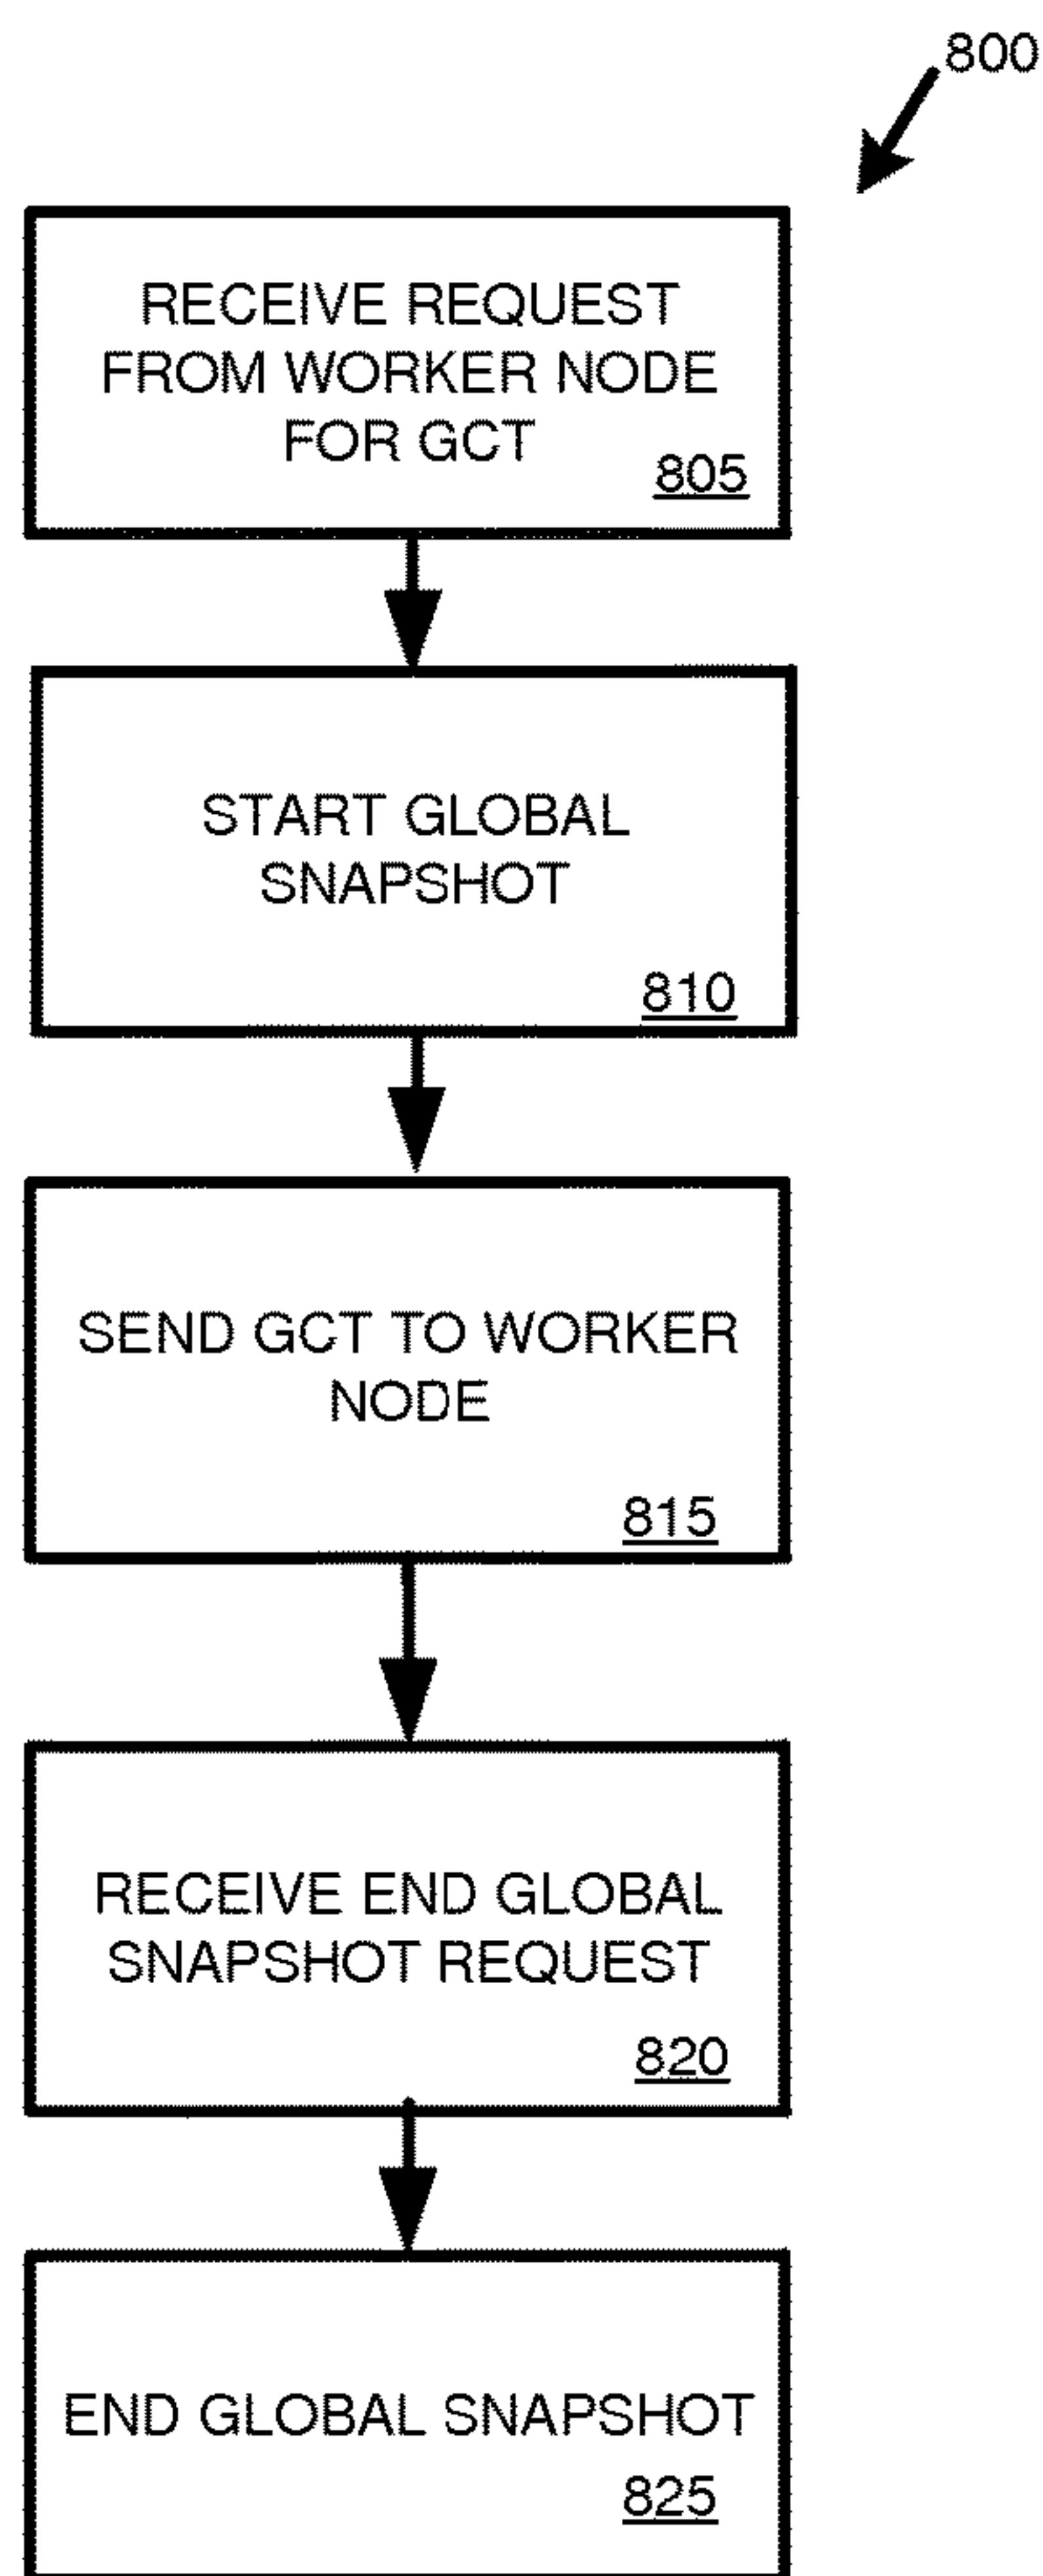 800
RECEIVE REQUEST
FROM WORKER NODE
FOR GCT
805
START GLOBAL
SNAPSHOT
810
SEND GCT TO WORKER
NODE
815
RECEIVE END GLOBAL
SNAPSHOT REQUEST
820
END GLOBAL SNAPSHOT
825